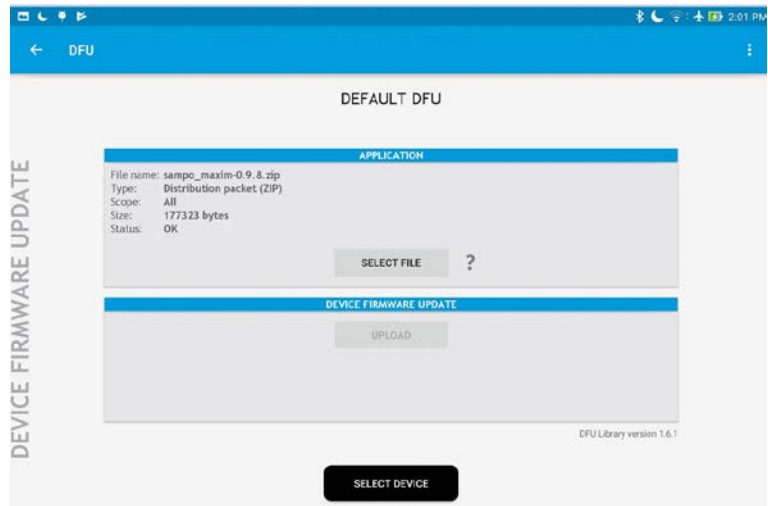 2:01 PM
DFU
DEFAULT DFU
DEVICE FIRMWARE UPDATE
APPLICATION
File name: sampo_maxim-0.9.8.zip
Type: Distribution packet (ZIP)
Scope: All
Size: 177323 bytes
Status: OK
SELECT FILE ?
DEVICE FIRMWARE UPDATE
UPLOAD
DFU Library version 1.6.1
SELECT DEVICE